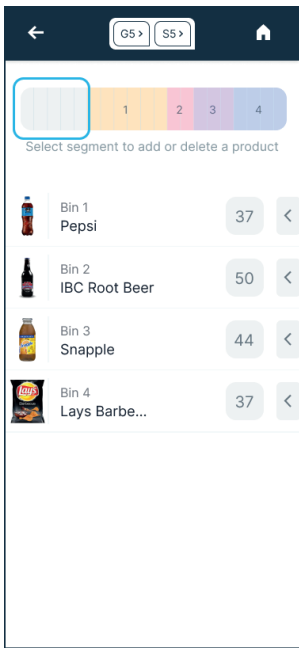 G5 > S5 >
1 2 3 4
Select segment to add or delete a product
Bin 1
Pepsi
37
Bin 2
IBC Root Beer
50
Bin 3
Snapple
44
Lay's
Bin 4
Lays Barbe...
37